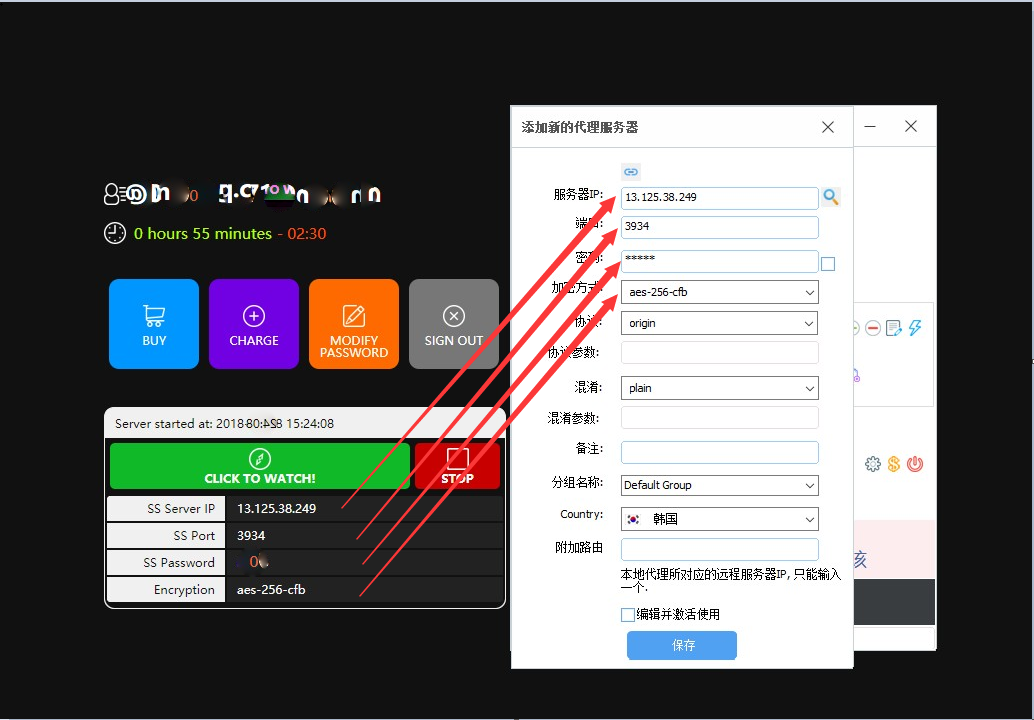 0 hours 55 minutes - 02:30
BUY
CHARGE
MODIFY
PASSWORD
SIGN OUT
Server started at: 15:24:08
CLICK TO WATCH!
STOP
SS Server IP 13.125.38.249
SS Port 3934
SS Password
Encryption aes-256-cfb
添加新的代理服务器
服务器IP: 13.125.38.249
端口: 3934
密码: *****
加密方式: aes-256-cfb
协议: origin
协议参数:
混淆: plain
混淆参数:
备注:
分组名称: Default Group
Country: 韩国
附加路由
本地代理所对应的远程服务器IP, 只能输入
一个.
编辑并激活使用
保存